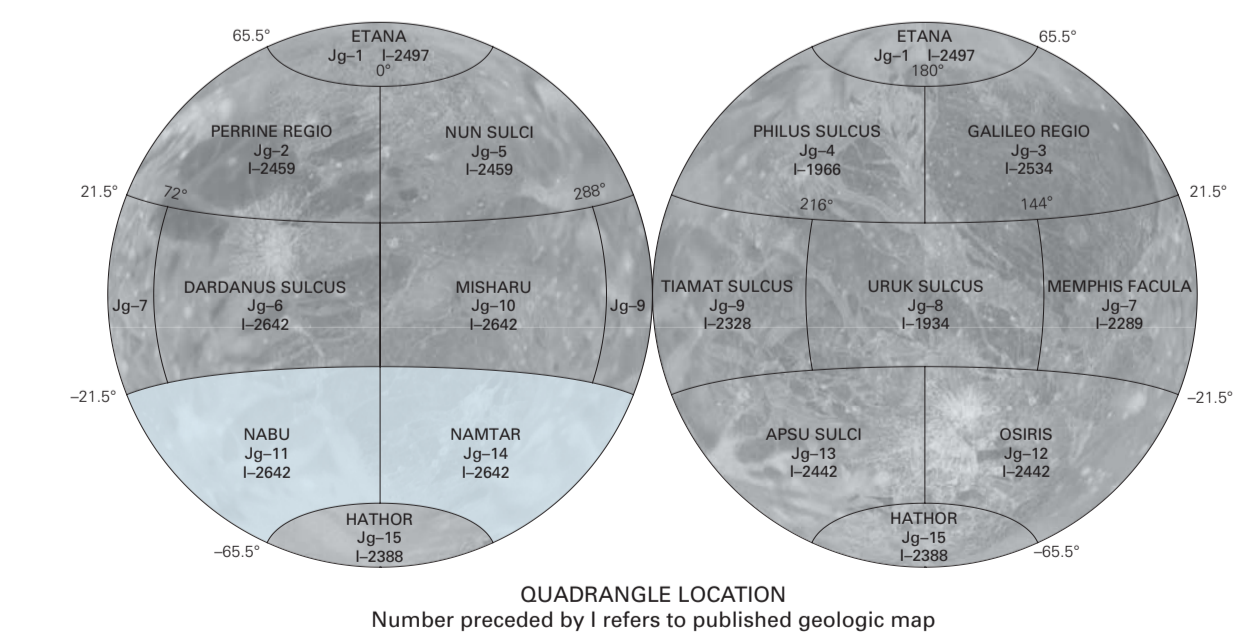 65.5°
ETANA
Jg–1 I–2497
0°
PERRINE REGIO
Jg–2
I–2459
NUN SULCI
Jg–5
I–2459
21.5°
72°
288°
Jg–7
DARDANUS SULCUS
Jg–6
I–2642
MISHARU
Jg–10
I–2642
Jg–9
–21.5°
NABU
Jg–11
I–2642
NAMTAR
Jg–14
I–2642
HATHOR
Jg–15
I–2388
–65.5°
ETANA
Jg–1 I–2497
180°
65.5°
PHILUS SULCUS
Jg–4
I–1966
GALILEO REGIO
Jg–3
I–2534
21.5°
216°
144°
TIAMAT SULCUS
Jg–9
I–2328
URUK SULCUS
Jg–8
I–1934
MEMPHIS FACULA
Jg–7
I–2289
–21.5°
APSU SULCI
Jg–13
I–2442
OSIRIS
Jg–12
I–2442
HATHOR
Jg–15
I–2388
–65.5°
QUADRANGLE LOCATION
Number preceded by I refers to published geologic map